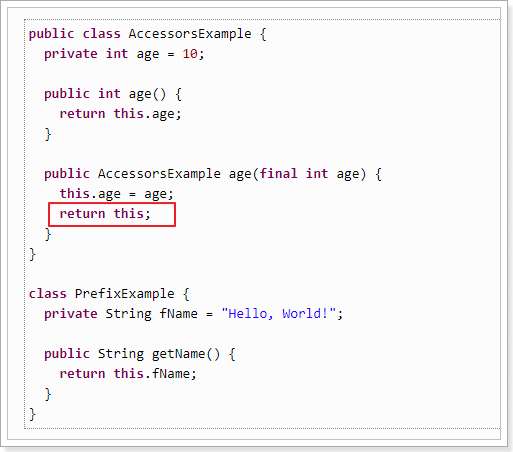 public class AccessorsExample {
private int age = 10;
public int age() {
return this.age;
}
public AccessorsExample age(final int age) {
this.age = age;
return this;
}
}
class PrefixExample {
private String fName = "Hello, World!";
public String getName() {
return this.fName;
}
}